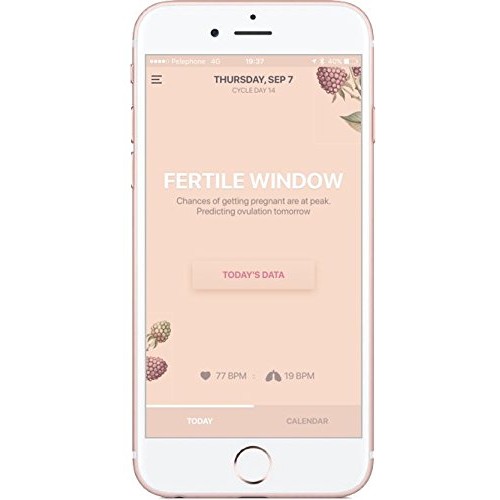 Pelephone 4G 19:37 40%
THURSDAY, SEP 7
CYCLE DAY 14
FERTILE WINDOW
Chances of getting pregnant are at peak.
Predicting ovulation tomorrow
TODAY'S DATA
77 BPM : 19 BPM
TODAY CALENDAR